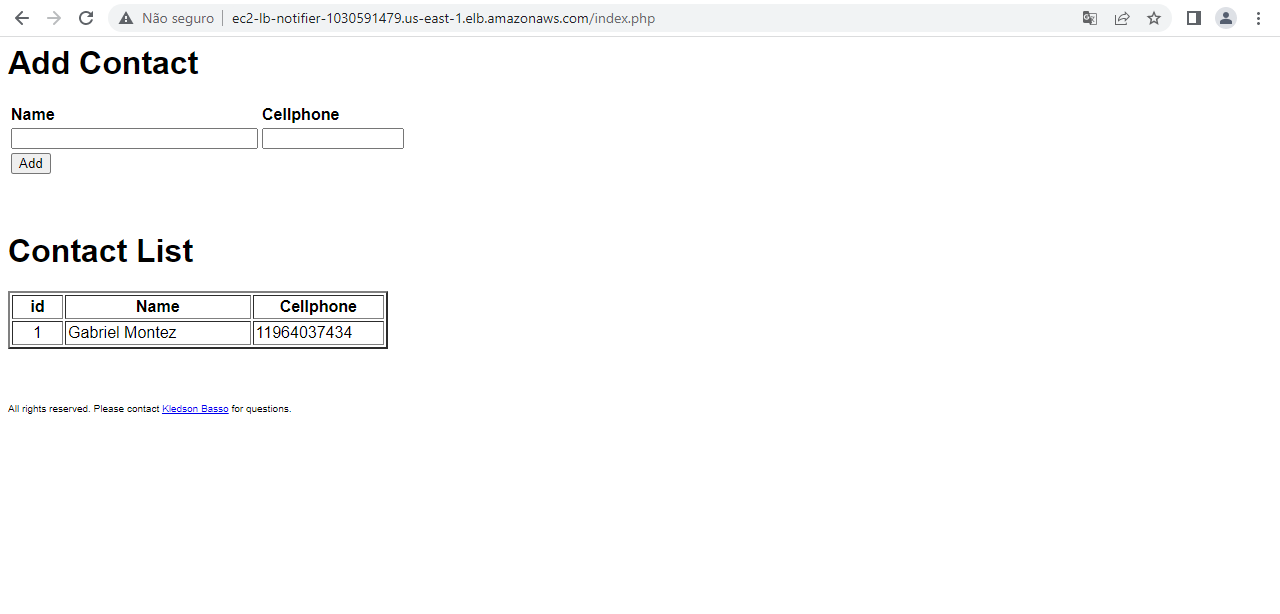 Não seguro ec2-lb-notifier-1030591479.us-east-1.elb.amazonaws.com/index.php
Add Contact
Name Cellphone
Add
Contact List
id Name Cellphone
1 Gabriel Montez 11964037434
All rights reserved. Please contact Kledson Basso for questions.